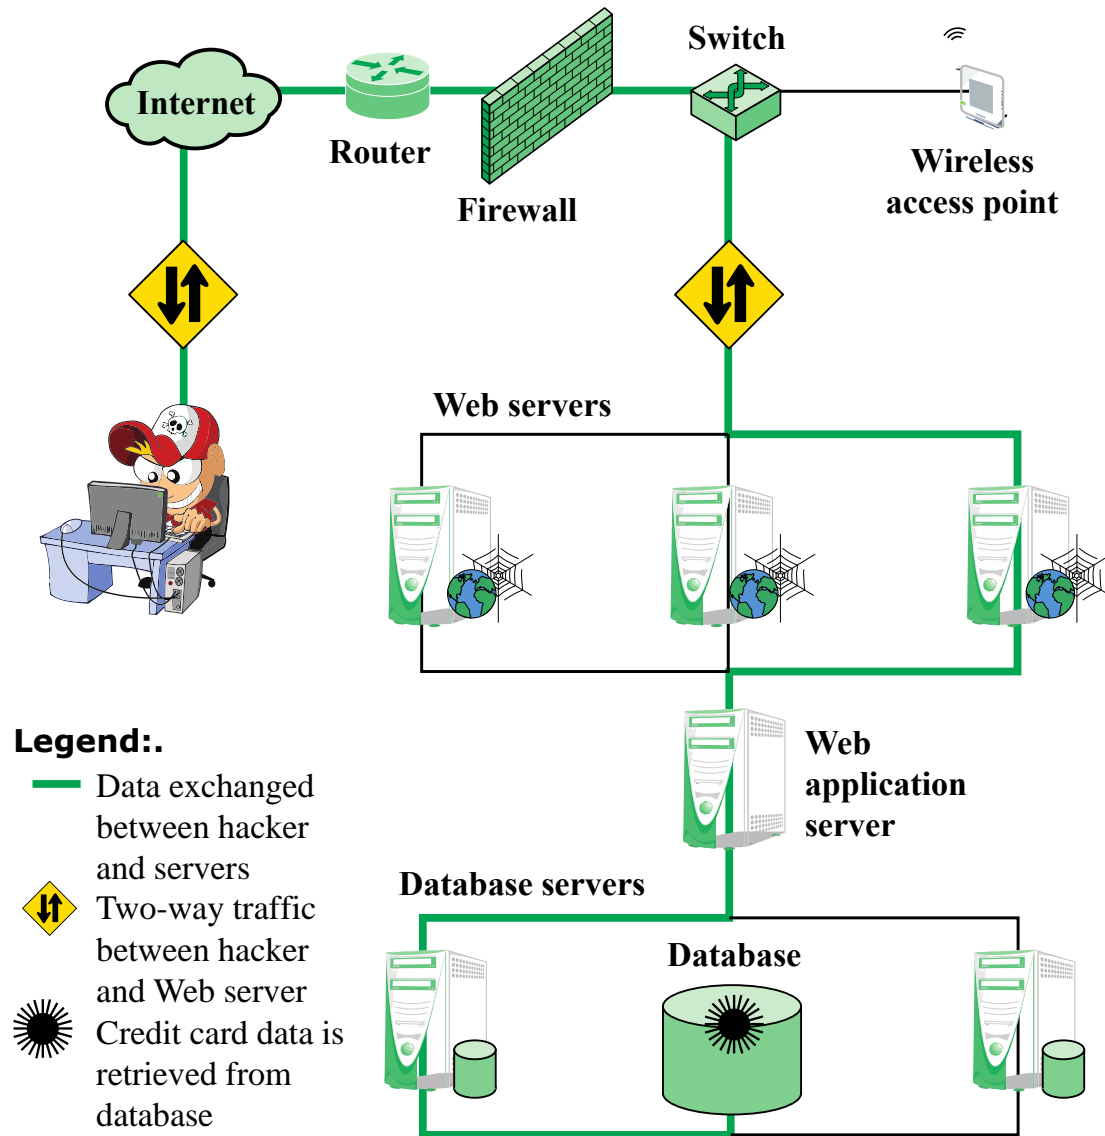 Switch
Internet
Router
Firewall
Wireless
access point
Web servers
Web
application
server
Legend:.
Data exchanged
between hacker
and servers
Two-way traffic
between hacker
and Web server
Credit card data is
retrieved from
database
Database servers
Database